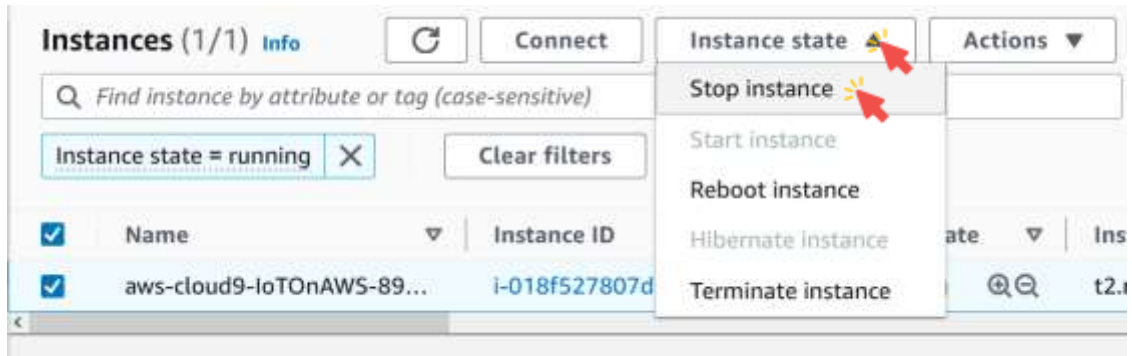 Instances (1/1) Info Connect Instance state Actions
Find instance by attribute or tag (case-sensitive) Stop instance
Start instance
Instance state = running Clear filters
Reboot instance
Name Instance ID Hibernate instance ate Ins
aws-cloud9-IoTOnAWS-89... i-018f527807d Terminate instance t2.